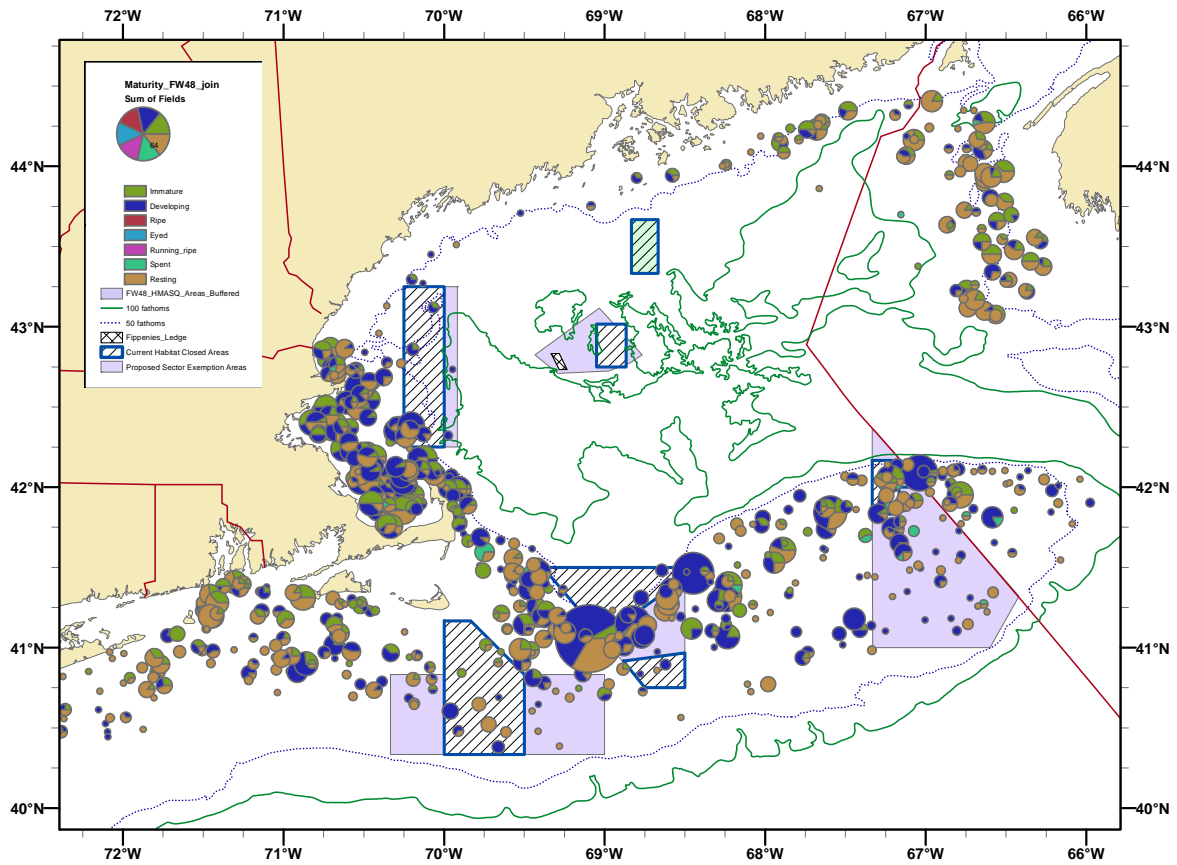 72°W 71°W 70°W 69°W 68°W 67°W 66°W
Maturity_FW48_join
Sum of Fields
64
Immature
Developing
Ripe
Eyed
Running_ripe
Spent
Resting
FW48_HMASQ_Areas_Buffered
100 fathoms
50 fathoms
Fippenies_Ledge
Current Habitat Closed Areas
Proposed Sector Exemption Areas
44°N 44°N
43°N 43°N
42°N 42°N
41°N 41°N
40°N 40°N
72°W 71°W 70°W 69°W 68°W 67°W 66°W